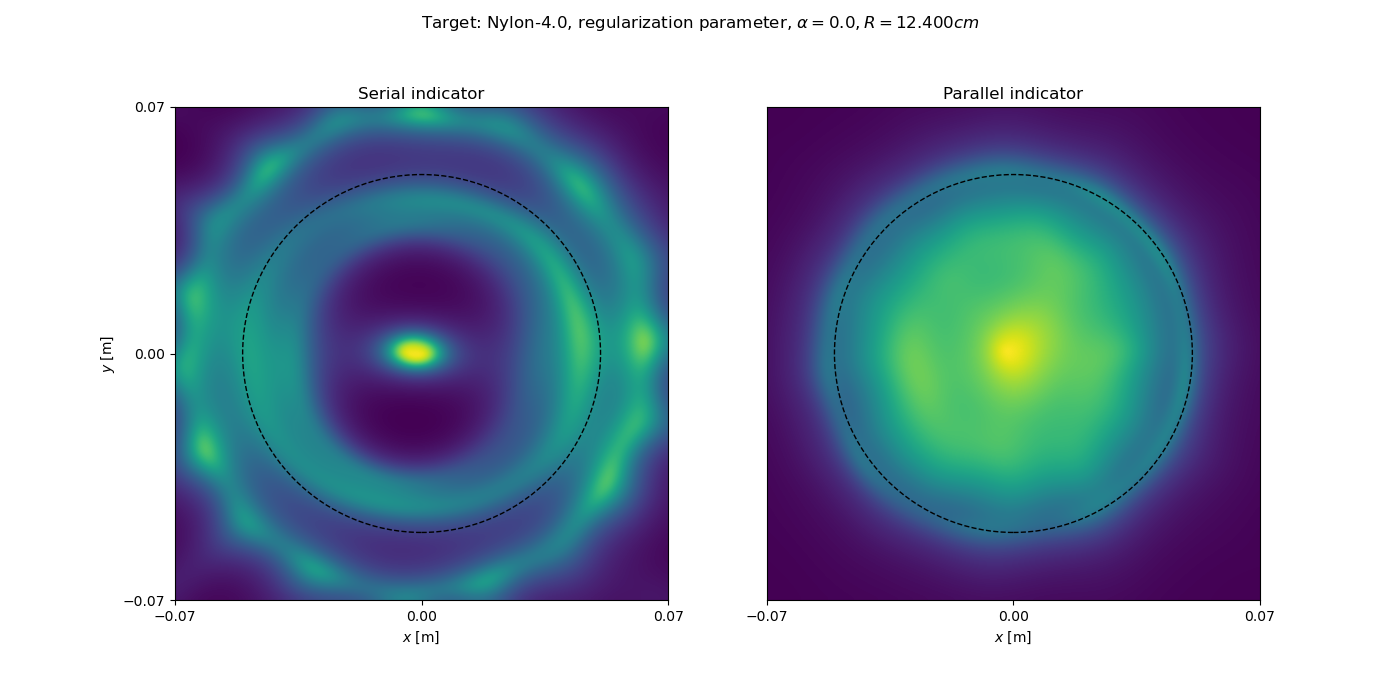 Target: Nylon-4.0, regularization parameter, α = 0.0, R = 12.400cm
Serial indicator
Parallel indicator
0.07
0.00
−0.07
y [m]
−0.07
0.00
0.07
x [m]
−0.07
0.00
0.07
x [m]